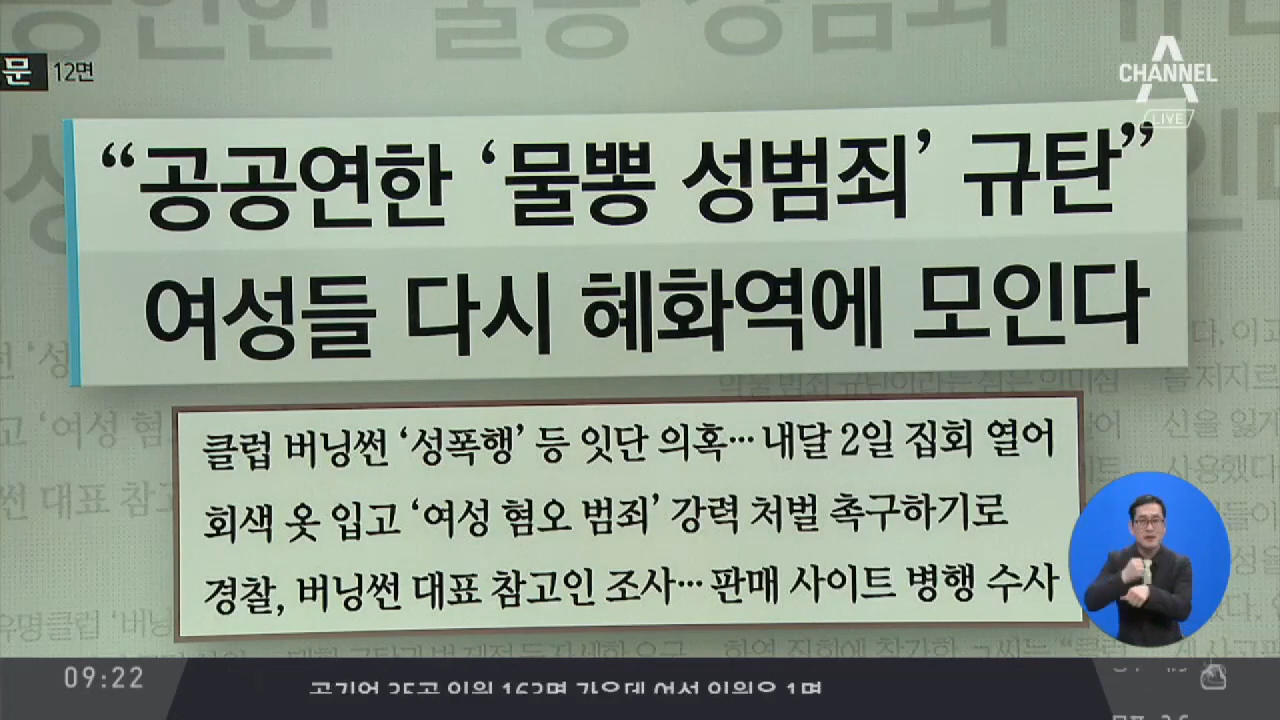 문 12면
CHANNEL A
LIVE
“공공연한 ‘물뽕 성범죄’ 규탄”
여성들 다시 혜화역에 모인다
클럽 버닝썬 ‘성폭행’ 등 잇단 의혹… 내달 2일 집회 열어
회색 옷 입고 ‘여성 혐오 범죄’ 강력 처벌 촉구하기로
경찰, 버닝썬 대표 참고인 조사… 판매 사이트 병행 수사
09:22